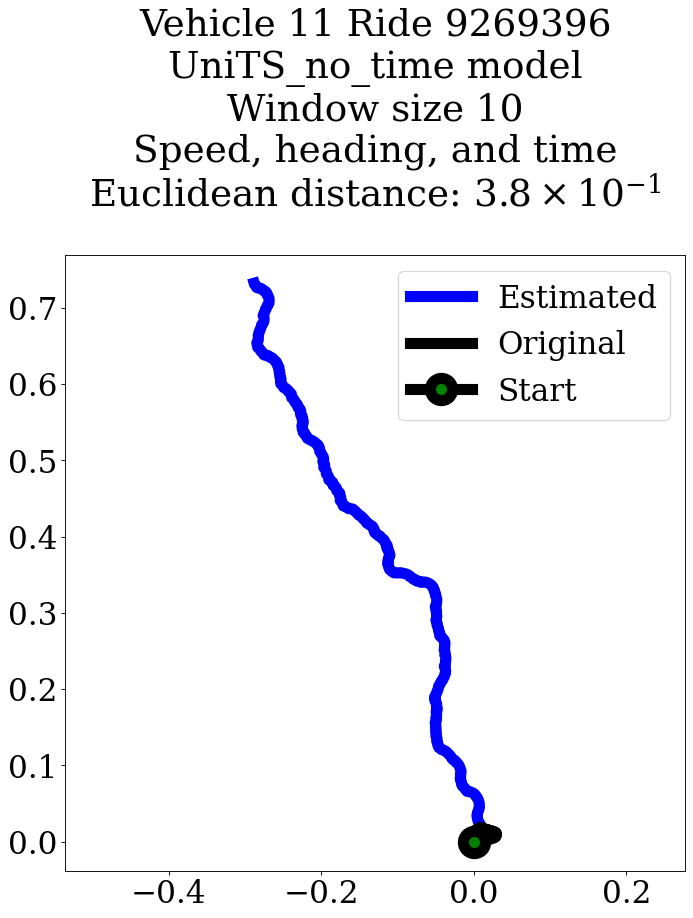 Vehicle 11 Ride 9269396
UniTS_no_time model
Window size 10
Speed, heading, and time
Euclidean distance: 3.8 × 10⁻¹
Estimated
Original
Start
0.7
0.6
0.5
0.4
0.3
0.2
0.1
0.0
−0.4 −0.2 0.0 0.2